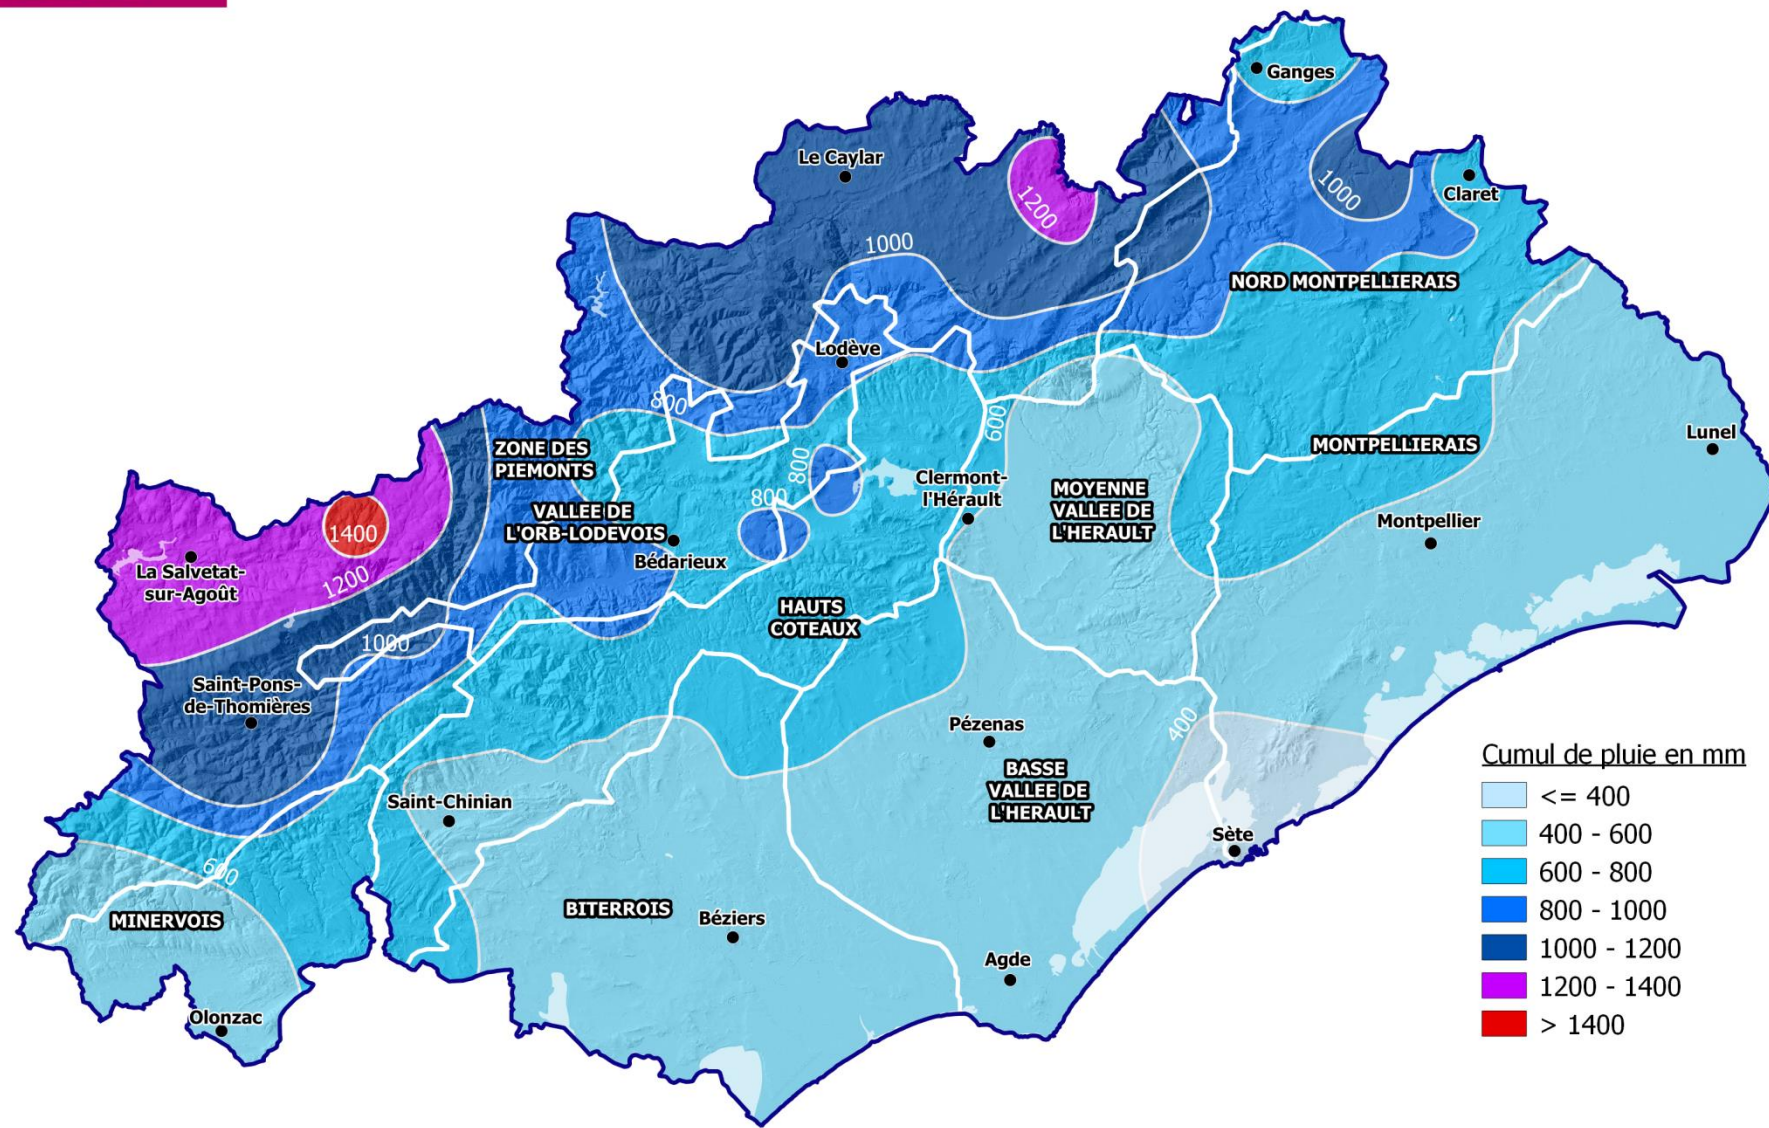 Ganges
Le Caylar
1200
1000
Claret
1000
NORD MONTPELLIERAIS
Lodève
800
600
Lunel
ZONE DES
PIEMONTS
MONTPELLIERAIS
800
Clermont-
l'Hérault
MOYENNE
VALLEE DE
L'HERAULT
800
VALLEE DE
L'ORB-LODEVOIS
Montpellier
1400
Bédarieux
La Salvetat-
sur-Agoût
1200
HAUTS
COTEAUX
1000
Saint-Pons-
de-Thomières
Pézenas
400
BASSE
VALLEE DE
L'HERAULT
Saint-Chinian
Sète
600
MINERVOIS
BITERROIS
Béziers
Agde
Olonzac
Cumul de pluie en mm
<= 400
400 - 600
600 - 800
800 - 1000
1000 - 1200
1200 - 1400
> 1400